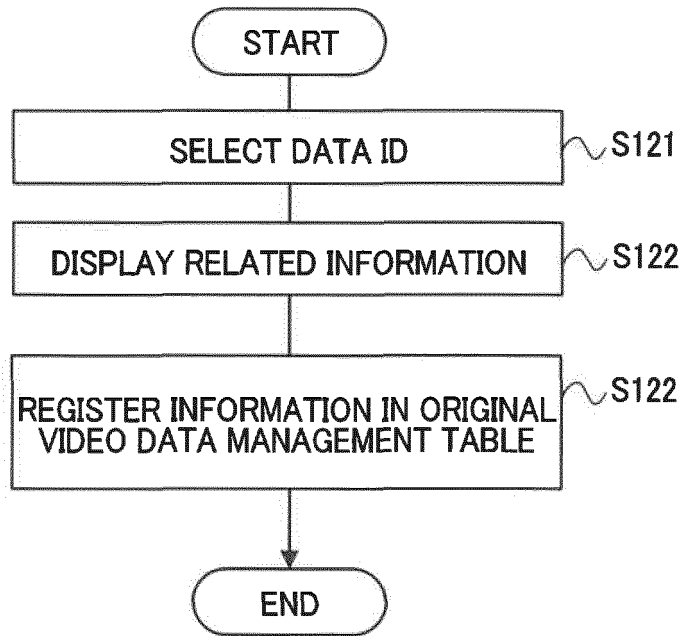 START
SELECT DATA ID
S121
DISPLAY RELATED INFORMATION
S122
REGISTER INFORMATION IN ORIGINAL
VIDEO DATA MANAGEMENT TABLE
S122
END